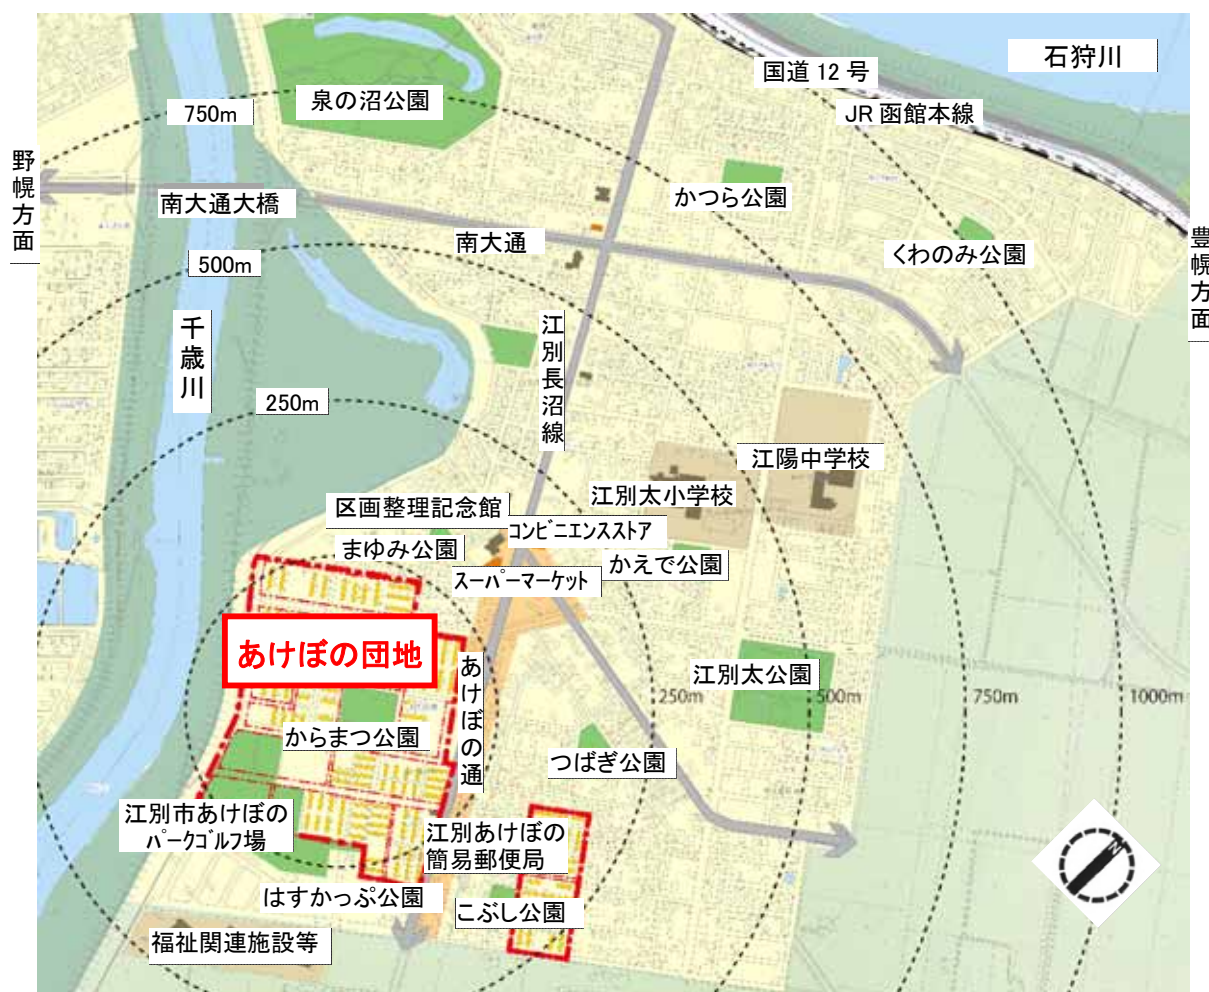 石狩川
国道12号
JR函館本線
750m
泉の沼公園
野幌方面
かつら公園
南大通大橋
南大通
くわのみ公園
豊幌方面
500m
千歳川
江別長沼線
250m
江陽中学校
江別太小学校
区画整理記念館
コンビニエンスストア
まゆみ公園
かえで公園
スーパーマーケット
あけぼの団地
あけぼの通
江別太公園
250m
500m
750m
1000m
からまつ公園
つばぎ公園
江別市あけぼの
パークゴルフ場
江別あけぼの
簡易郵便局
N
はすかっぷ公園
こぶし公園
福祉関連施設等